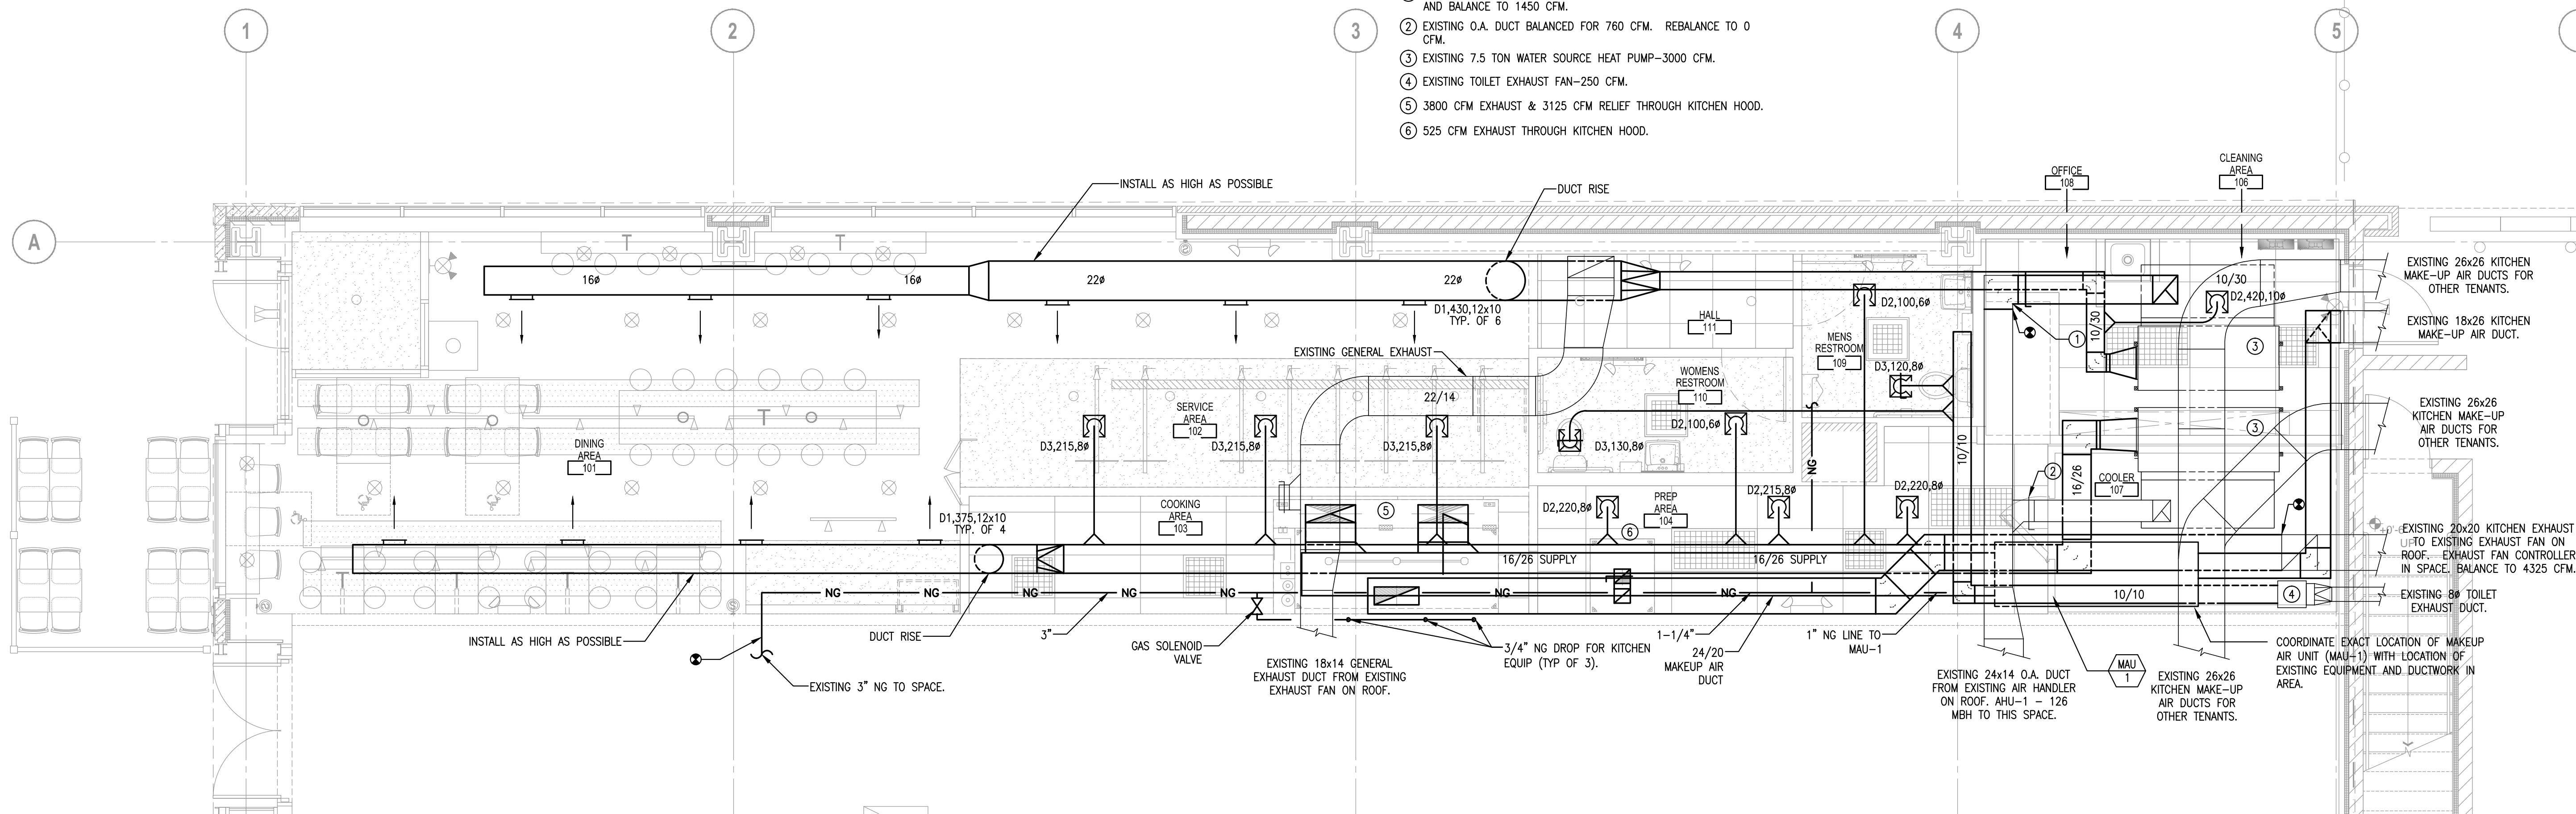 AND BALANCE TO 1450 CFM.
2 EXISTING O.A. DUCT BALANCED FOR 760 CFM. REBALANCE TO 0
CFM.
3 EXISTING 7.5 TON WATER SOURCE HEAT PUMP-3000 CFM.
4 EXISTING TOILET EXHAUST FAN-250 CFM.
5 3800 CFM EXHAUST & 3125 CFM RELIEF THROUGH KITCHEN HOOD.
6 525 CFM EXHAUST THROUGH KITCHEN HOOD.
1
2
3
4
5
A
INSTALL AS HIGH AS POSSIBLE
DUCT RISE
OFFICE
108
CLEANING
AREA
106
T
T
S
16ø
16ø
22ø
22ø
D1,430,12x10
TYP. OF 6
HALL
111
MENS
RESTROOM
109
D2,100,6ø
10/30
10/30
D2,420,10ø
1
3
EXISTING 26x26 KITCHEN
MAKE-UP AIR DUCTS FOR
OTHER TENANTS.
EXISTING 18x26 KITCHEN
MAKE-UP AIR DUCT.
EXISTING GENERAL EXHAUST
22/14
WOMENS
RESTROOM
110
D3,120,8ø
T
DINING
AREA
101
SERVICE
AREA
102
D3,215,8ø
D3,215,8ø
D3,215,8ø
D3,130,8ø
D2,100,6ø
NG
10/10
16/26
2
3
COOLER
107
EXISTING 26x26
KITCHEN MAKE-UP
AIR DUCTS FOR
OTHER TENANTS.
D1,375,12x10
TYP. OF 4
COOKING
AREA
103
5
D2,220,8ø
6
PREP
AREA
104
D2,215,8ø
D2,220,8ø
16/26 SUPPLY
16/26 SUPPLY
EXISTING 20x20 KITCHEN EXHAUST
TO EXISTING EXHAUST FAN ON
ROOF. EXHAUST FAN CONTROLLER
IN SPACE. BALANCE TO 4325 CFM.
NG
NG
NG
NG
NG
NG
NG
10/10
4
EXISTING 8ø TOILET
EXHAUST DUCT.
INSTALL AS HIGH AS POSSIBLE
DUCT RISE
3"
GAS SOLENOID
VALVE
EXISTING 18x14 GENERAL
EXHAUST DUCT FROM EXISTING
EXHAUST FAN ON ROOF.
3/4" NG DROP FOR KITCHEN
EQUIP (TYP OF 3).
1-1/4"
24/20
MAKEUP AIR
DUCT
1" NG LINE TO
MAU-1
COORDINATE EXACT LOCATION OF MAKEUP
AIR UNIT (MAU-1) WITH LOCATION OF
EXISTING EQUIPMENT AND DUCTWORK IN
AREA.
EXISTING 3" NG TO SPACE.
EXISTING 24x14 O.A. DUCT
FROM EXISTING AIR HANDLER
ON ROOF. AHU-1 - 126
MBH TO THIS SPACE.
MAU
1
EXISTING 26x26
KITCHEN MAKE-UP
AIR DUCTS FOR
OTHER TENANTS.